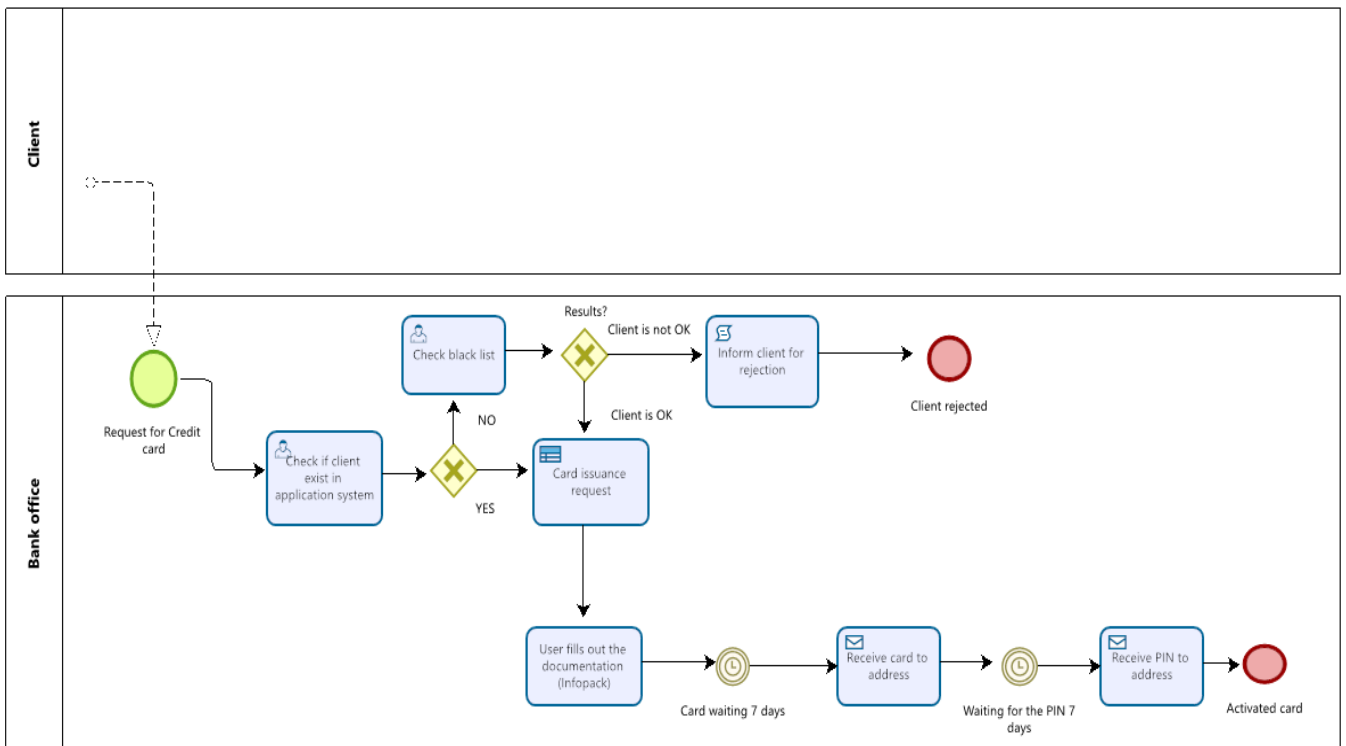 Client
Bank office
Request for Credit
card
Check if client
exist in
application system
NO
YES
Check black list
Results?
Client is not OK
Client is OK
Inform client for
rejection
Client rejected
Card issuance
request
User fills out the
documentation
(Infopack)
Card waiting 7 days
Receive card to
address
Waiting for the PIN 7
days
Receive PIN to
address
Activated card